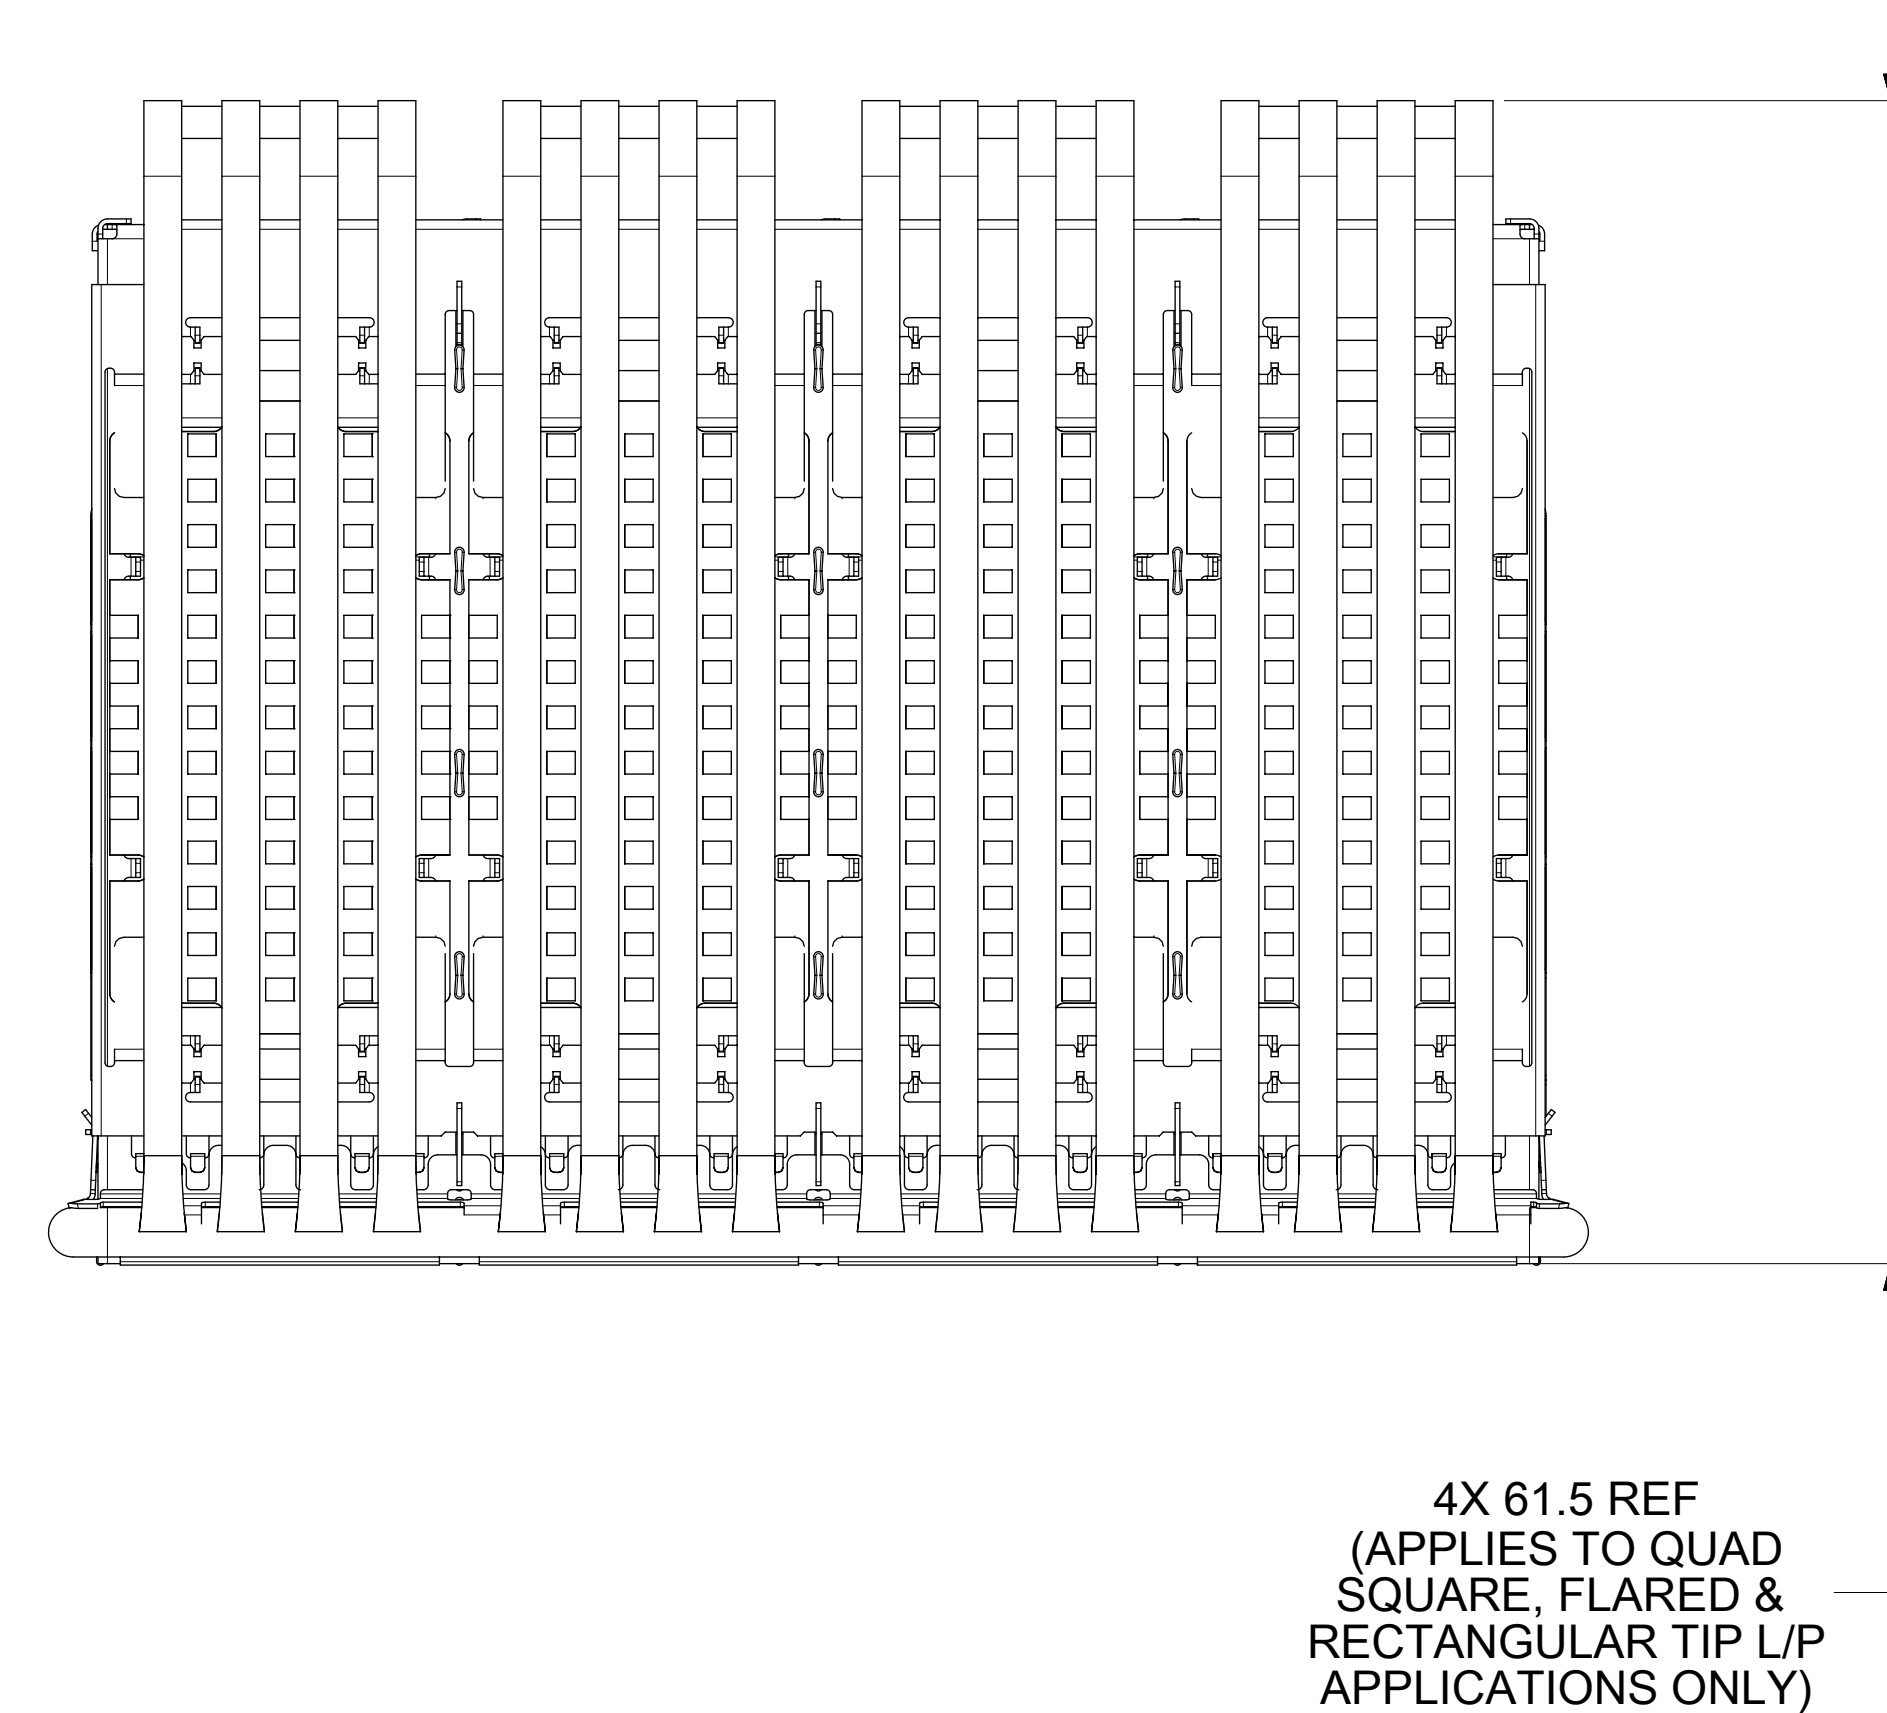 4X 61.5 REF
(APPLIES TO QUAD
SQUARE, FLARED &
RECTANGULAR TIP L/P
APPLICATIONS ONLY)